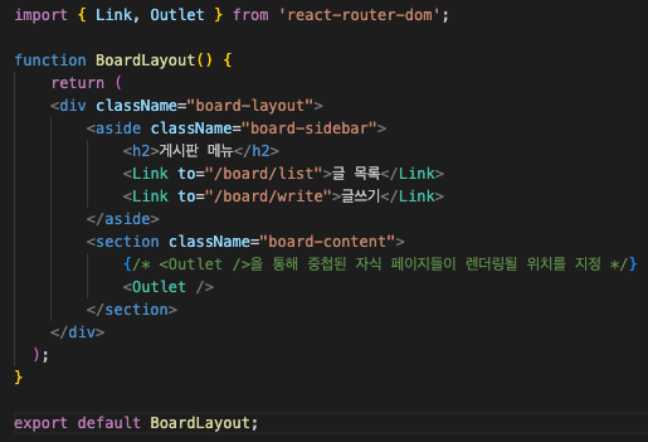 import { Link, Outlet } from 'react-router-dom';
function BoardLayout() {
return (
<div className="board-layout">
<aside className="board-sidebar">
<h2>게시판 메뉴</h2>
<Link to="/board/list">글 목록</Link>
<Link to="/board/write">글쓰기</Link>
</aside>
<section className="board-content">
{/* <Outlet />을 통해 중첩된 자식 페이지들이 렌더링될 위치를 지정 */}
<Outlet />
</section>
</div>
);
}
export default BoardLayout;